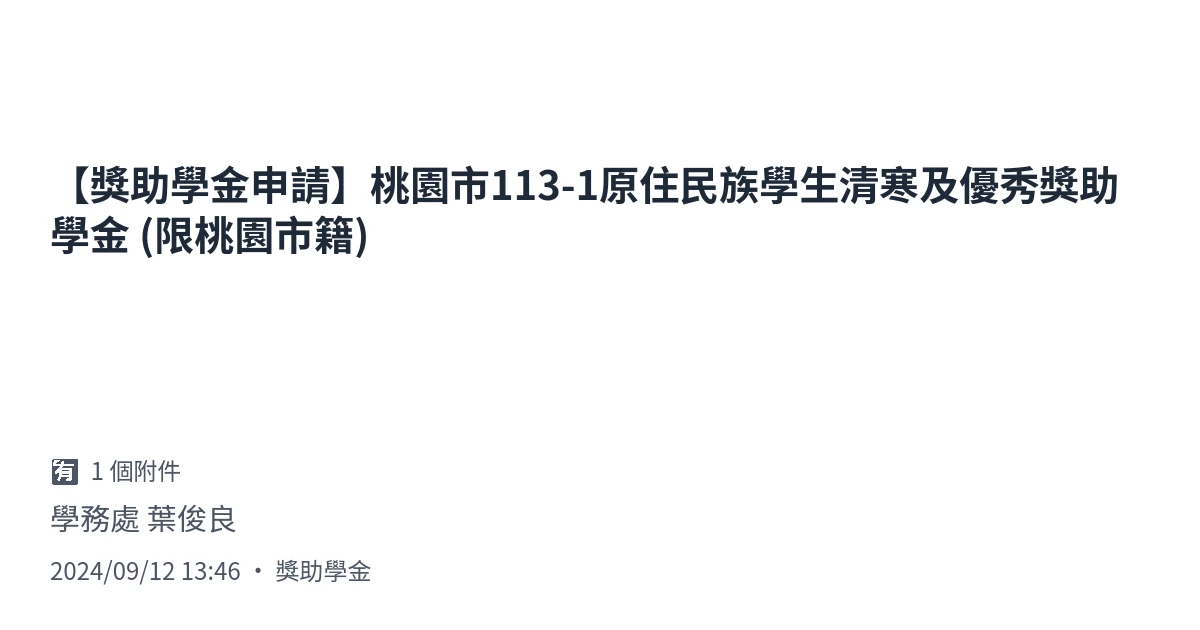 【獎助學金申請】桃園市113-1原住民族學生清寒及優秀獎助
學金 (限桃園市籍)
🈶 1 個附件
學務處 葉俊良
2024/09/12 13:46 • 獎助學金